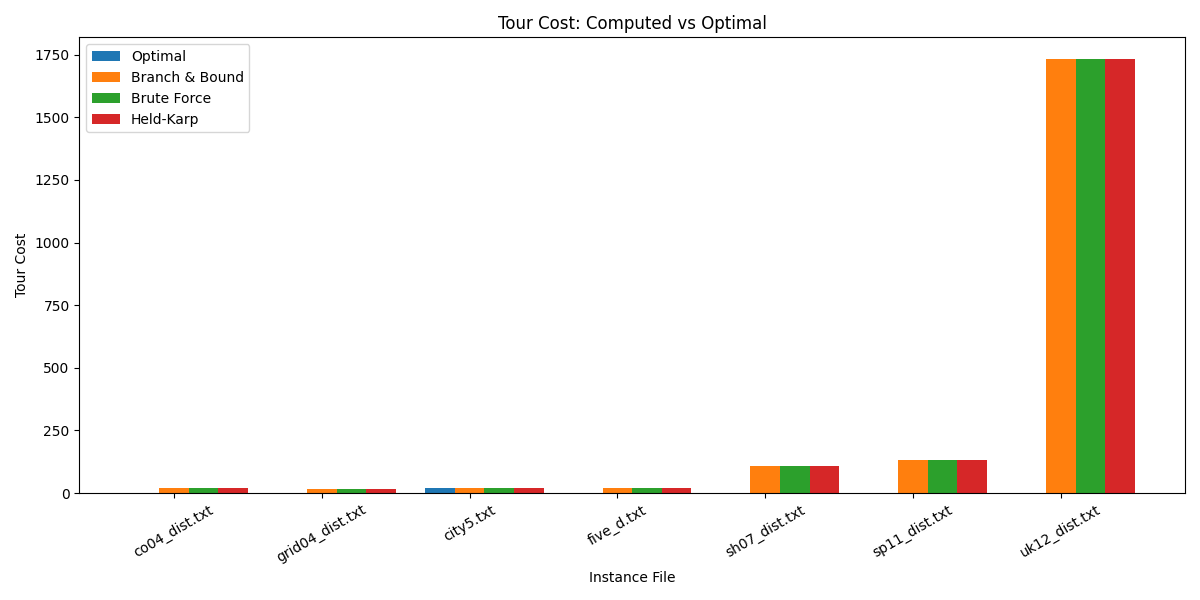 Tour Cost: Computed vs Optimal
Optimal
Branch & Bound
Brute Force
Held-Karp
Tour Cost
1750
1500
1250
1000
750
500
250
0
co04_dist.txt
grid04_dist.txt
city5.txt
five_d.txt
sh07_dist.txt
sp11_dist.txt
uk12_dist.txt
Instance File